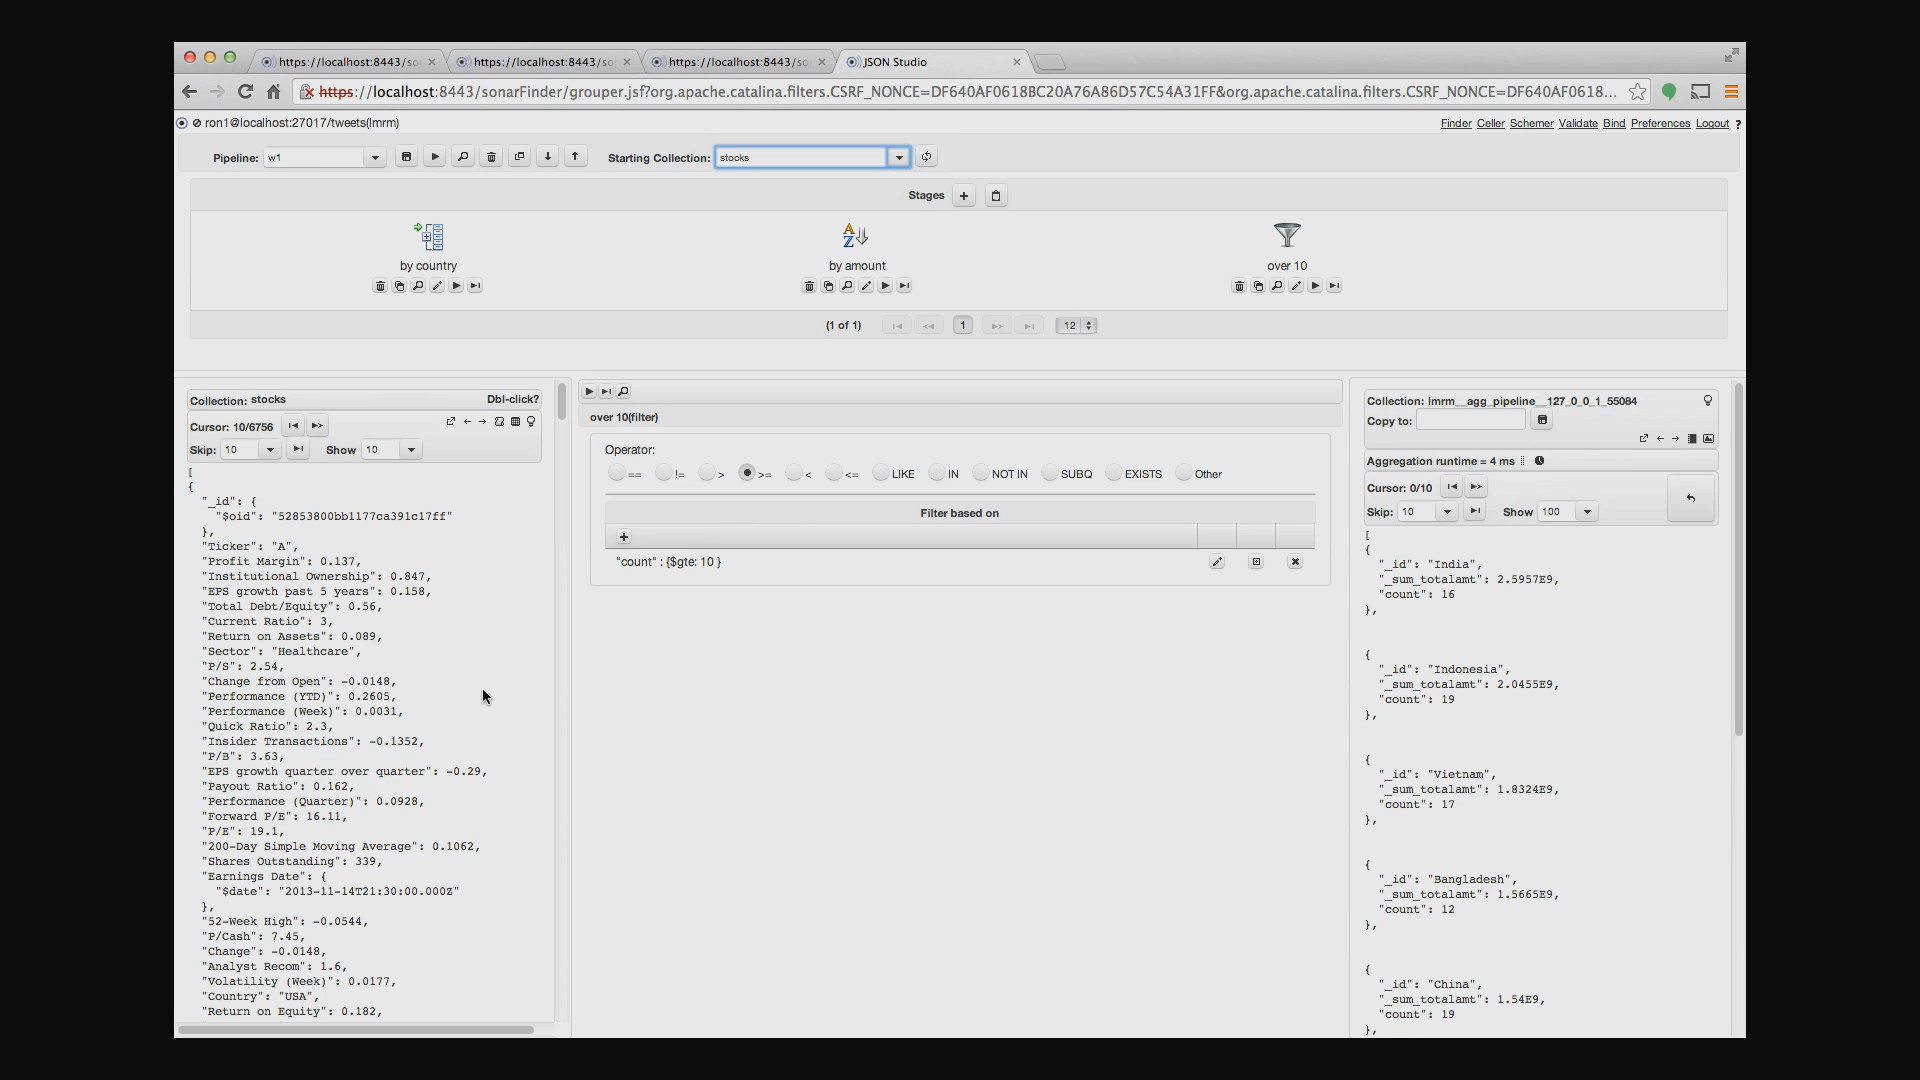 https://localhost:8443/so
https://localhost:8443/so
https://localhost:8443/so
JSON Studio
https://localhost:8443/sonarFinder/grouper.jsf?org.apache.catalina.filters.CSRF_NONCE=DF640AF0618BC20A76A86D57C54A31FF&org.apache.catalina.filters.CSRF_NONCE=DF640AF0618...
ron1@localhost:27017/tweets(lmrm)
Finder Celler Schemer Validate Bind Preferences Logout ?
Pipeline: w1 Starting Collection: stocks
Stages
by country by amount over 10
(1 of 1) 1 12
Collection: stocks Dbl-click?
Cursor: 10/6756
Skip: 10 Show 10
[
{
"_id": {
"$oid": "52853800bb1177ca391c17ff"
},
"Ticker": "A",
"Profit Margin": 0.137,
"Institutional Ownership": 0.847,
"EPS growth past 5 years": 0.158,
"Total Debt/Equity": 0.56,
"Current Ratio": 3,
"Return on Assets": 0.089,
"Sector": "Healthcare",
"P/S": 2.54,
"Change from Open": -0.0148,
"Performance (YTD)": 0.2605,
"Performance (Week)": 0.0031,
"Quick Ratio": 2.3,
"Insider Transactions": -0.1352,
"P/B": 3.63,
"EPS growth quarter over quarter": -0.29,
"Payout Ratio": 0.162,
"Performance (Quarter)": 0.0928,
"Forward P/E": 16.11,
"P/E": 19.1,
"200-Day Simple Moving Average": 0.1062,
"Shares Outstanding": 339,
"Earnings Date": {
"$date": "2013-11-14T21:30:00.000Z"
},
"52-Week High": -0.0544,
"P/Cash": 7.45,
"Change": -0.0148,
"Analyst Recom": 1.6,
"Volatility (Week)": 0.0177,
"Country": "USA",
"Return on Equity": 0.182,
over 10(filter)
Operator:
== != > >= < <= LIKE IN NOT IN SUBQ EXISTS Other
Filter based on
"count" : {$gte: 10 }
Collection: lmrm__agg_pipeline__127_0_0_1_55084
Copy to:
Aggregation runtime = 4 ms
Cursor: 0/10
Skip: 10 Show 100
[
{
"_id": "India",
"_sum_totalamt": 2.5957E9,
"count": 16
},
{
"_id": "Indonesia",
"_sum_totalamt": 2.0455E9,
"count": 19
},
{
"_id": "Vietnam",
"_sum_totalamt": 1.8324E9,
"count": 17
},
{
"_id": "Bangladesh",
"_sum_totalamt": 1.5665E9,
"count": 12
},
{
"_id": "China",
"_sum_totalamt": 1.54E9,
"count": 19
},